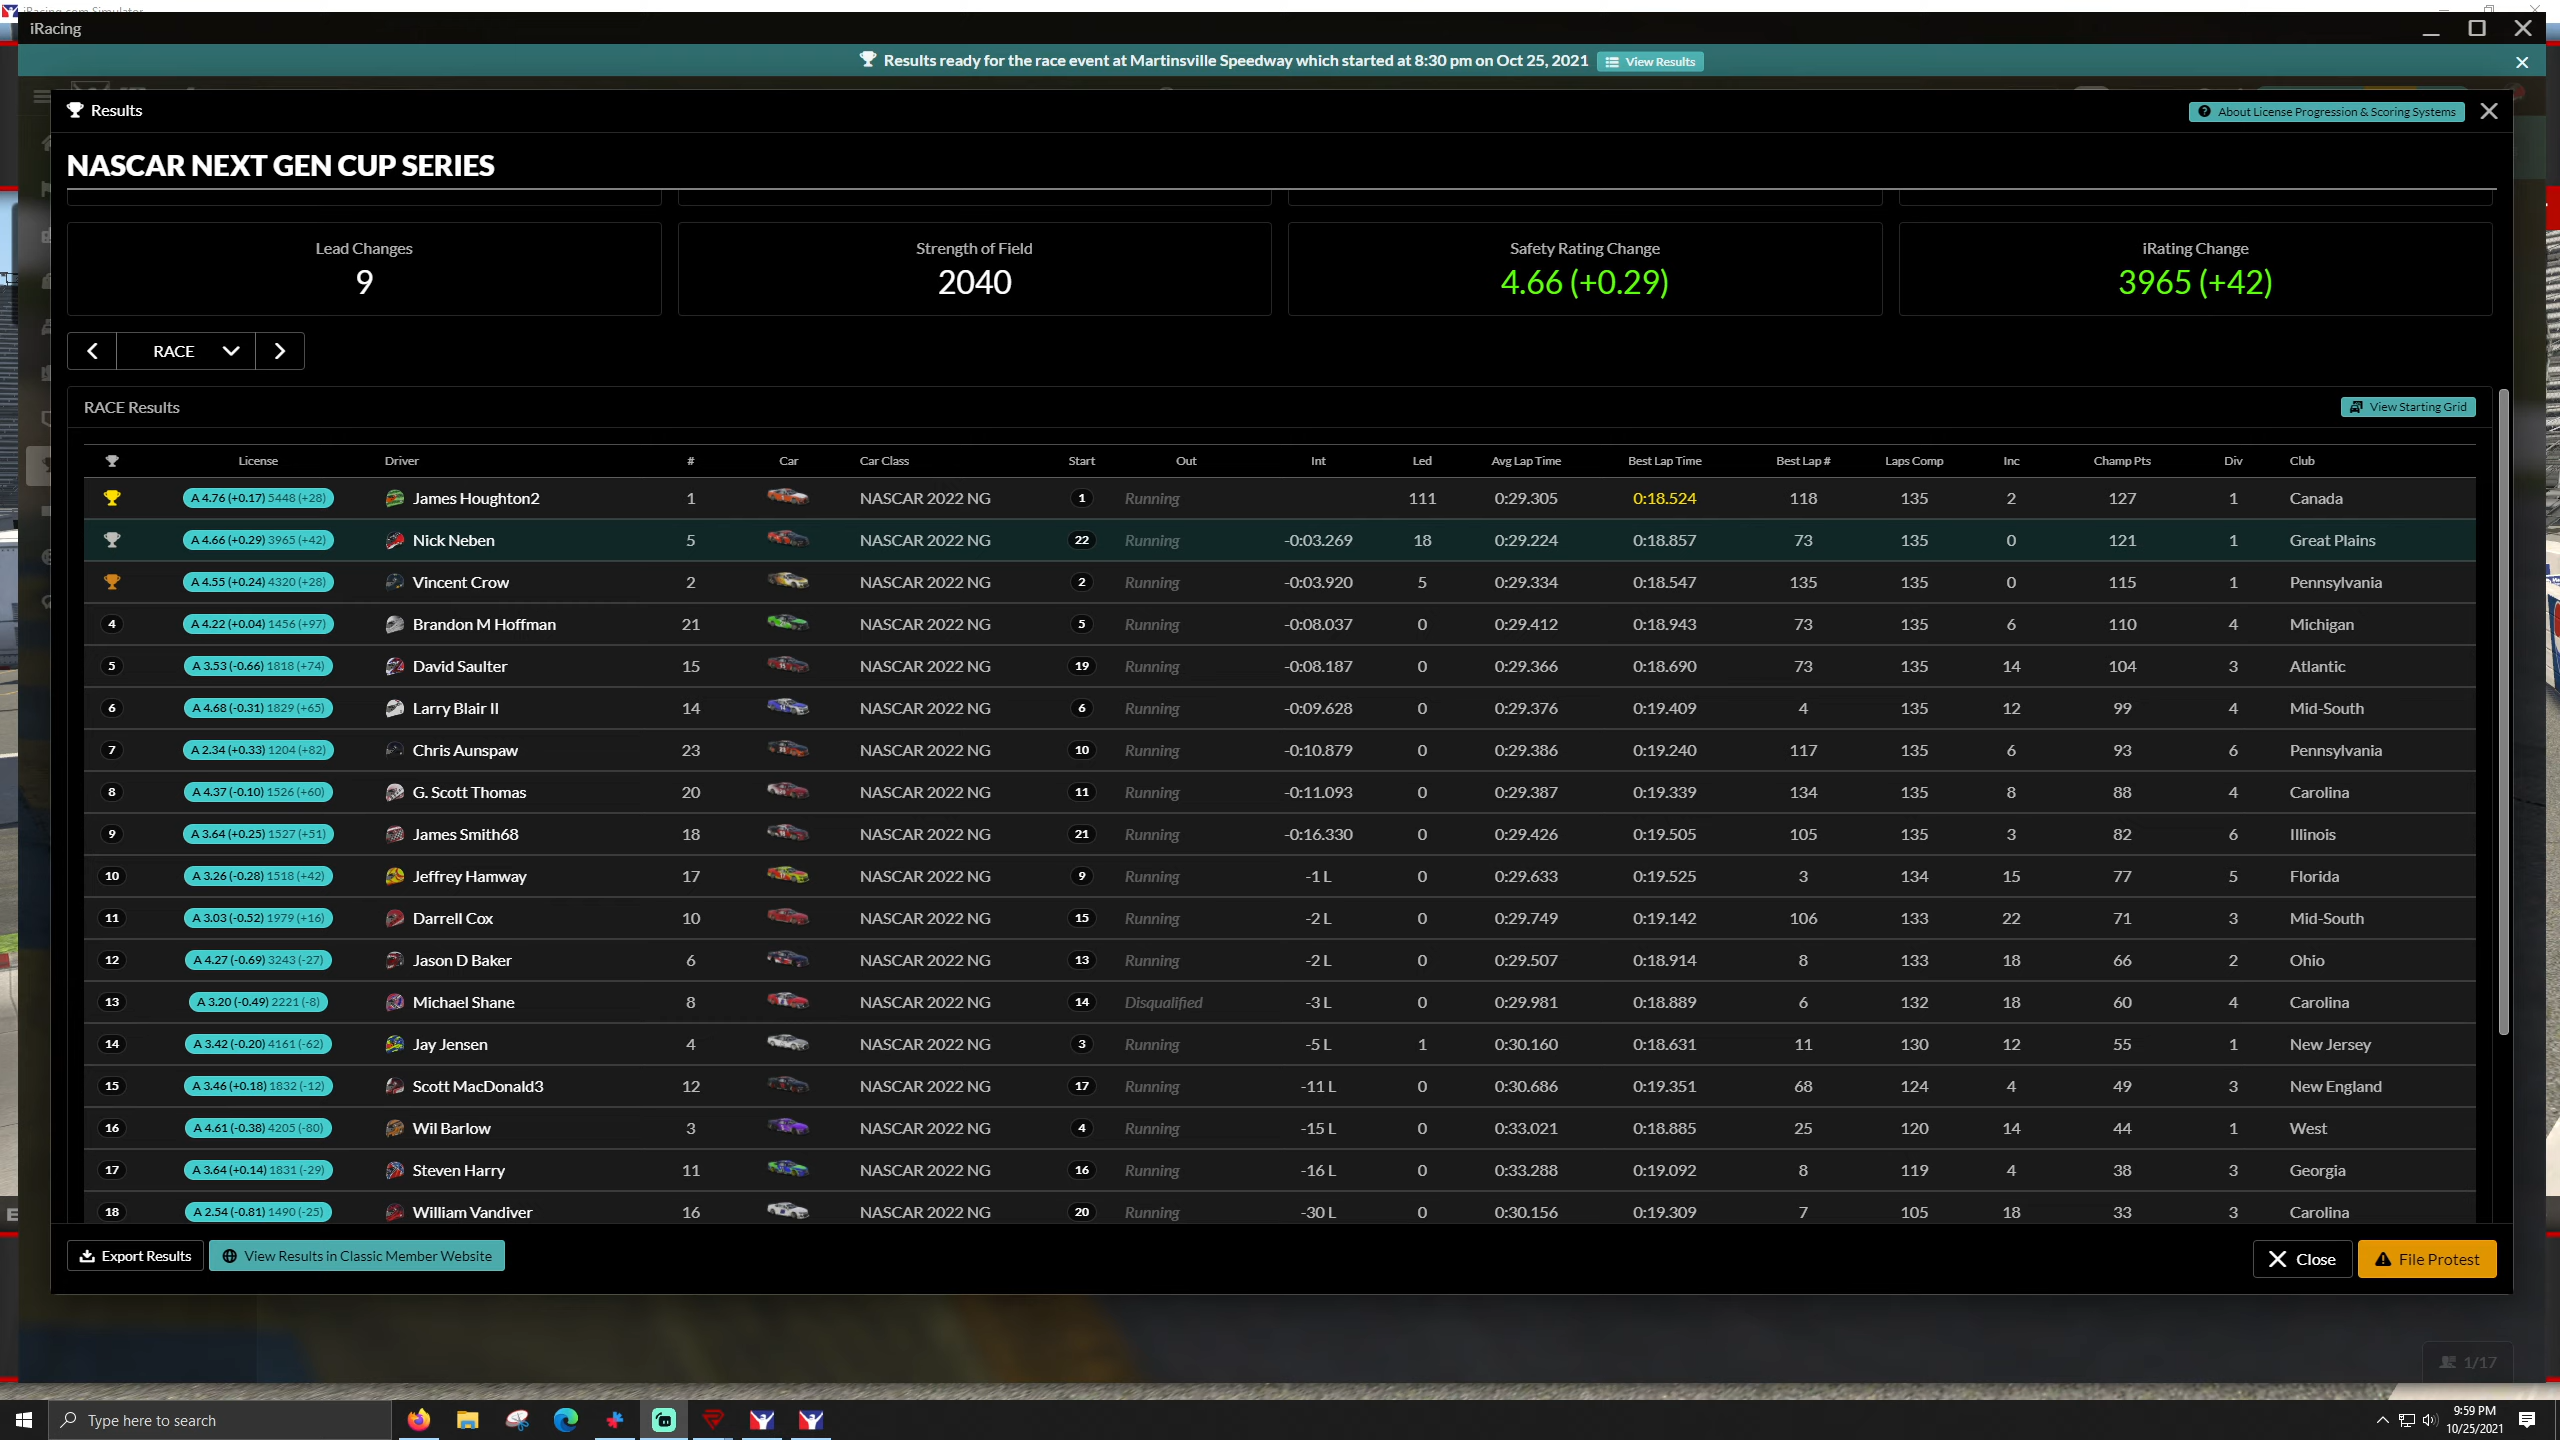 iRacing.com Simulator
iRacing
Results ready for the race event at Martinsville Speedway which started at 8:30 pm on Oct 25, 2021 View Results
Results
About License Progression & Scoring Systems
NASCAR NEXT GEN CUP SERIES
Lead Changes Strength of Field Safety Rating Change iRating Change
9 2040 4.66 (+0.29) 3965 (+42)
RACE
RACE Results View Starting Grid
License Driver # Car Car Class Start Out Int Led Avg Lap Time Best Lap Time Best Lap # Laps Comp Inc Champ Pts Div Club
A 4.76 (+0.17) 5448 (+28) James Houghton2 1 NASCAR 2022 NG 1 Running 111 0:29.305 0:18.524 118 135 2 127 1 Canada
A 4.66 (+0.29) 3965 (+42) Nick Neben 5 NASCAR 2022 NG 22 Running -0:03.269 18 0:29.224 0:18.857 73 135 0 121 1 Great Plains
A 4.55 (+0.24) 4320 (+28) Vincent Crow 2 NASCAR 2022 NG 2 Running -0:03.920 5 0:29.334 0:18.547 135 135 0 115 1 Pennsylvania
4 A 4.22 (+0.04) 1456 (+97) Brandon M Hoffman 21 NASCAR 2022 NG 5 Running -0:08.037 0 0:29.412 0:18.943 73 135 6 110 4 Michigan
5 A 3.53 (-0.66) 1818 (+74) David Saulter 15 NASCAR 2022 NG 19 Running -0:08.187 0 0:29.366 0:18.690 73 135 14 104 3 Atlantic
6 A 4.68 (-0.31) 1829 (+65) Larry Blair II 14 NASCAR 2022 NG 6 Running -0:09.628 0 0:29.376 0:19.409 4 135 12 99 4 Mid-South
7 A 2.34 (+0.33) 1204 (+82) Chris Aunspaw 23 NASCAR 2022 NG 10 Running -0:10.879 0 0:29.386 0:19.240 117 135 6 93 6 Pennsylvania
8 A 4.37 (-0.10) 1526 (+60) G. Scott Thomas 20 NASCAR 2022 NG 11 Running -0:11.093 0 0:29.387 0:19.339 134 135 8 88 4 Carolina
9 A 3.64 (+0.25) 1527 (+51) James Smith68 18 NASCAR 2022 NG 21 Running -0:16.330 0 0:29.426 0:19.505 105 135 3 82 6 Illinois
10 A 3.26 (-0.28) 1518 (+42) Jeffrey Hamway 17 NASCAR 2022 NG 9 Running -1 L 0 0:29.633 0:19.525 3 134 15 77 5 Florida
11 A 3.03 (-0.52) 1979 (+16) Darrell Cox 10 NASCAR 2022 NG 15 Running -2 L 0 0:29.749 0:19.142 106 133 22 71 3 Mid-South
12 A 4.27 (-0.69) 3243 (-27) Jason D Baker 6 NASCAR 2022 NG 13 Running -2 L 0 0:29.507 0:18.914 8 133 18 66 2 Ohio
13 A 3.20 (-0.49) 2221 (-8) Michael Shane 8 NASCAR 2022 NG 14 Disqualified -3 L 0 0:29.981 0:18.889 6 132 18 60 4 Carolina
14 A 3.42 (-0.20) 4161 (-62) Jay Jensen 4 NASCAR 2022 NG 3 Running -5 L 1 0:30.160 0:18.631 11 130 12 55 1 New Jersey
15 A 3.46 (+0.18) 1832 (-12) Scott MacDonald3 12 NASCAR 2022 NG 17 Running -11 L 0 0:30.686 0:19.351 68 124 4 49 3 New England
16 A 4.61 (-0.38) 4205 (-80) Wil Barlow 3 NASCAR 2022 NG 4 Running -15 L 0 0:33.021 0:18.885 25 120 14 44 1 West
17 A 3.64 (+0.14) 1831 (-29) Steven Harry 11 NASCAR 2022 NG 16 Running -16 L 0 0:33.288 0:19.092 8 119 4 38 3 Georgia
18 A 2.54 (-0.81) 1490 (-25) William Vandiver 16 NASCAR 2022 NG 20 Running -30 L 0 0:30.156 0:19.309 7 105 18 33 3 Carolina
Export Results View Results in Classic Member Website Close File Protest
1/17
Type here to search
9:59 PM
10/25/2021